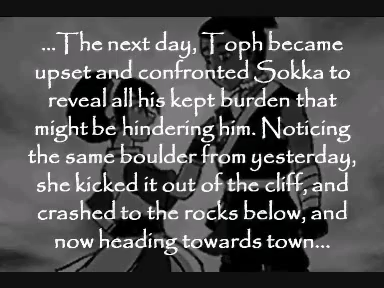 ...The next day, Toph became
upset and confronted Sokka to
reveal all his kept burden that
might be hindering him. Noticing
the same boulder from yesterday,
she kicked it out of the cliff, and
crashed to the rocks below, and
now heading towards town...